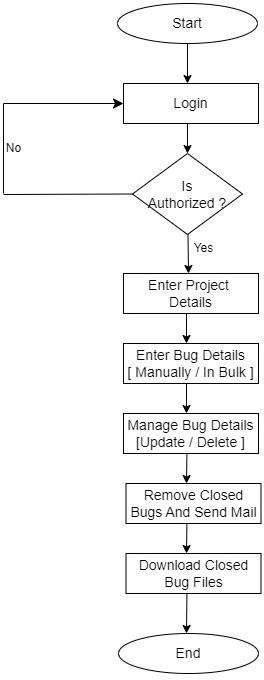 Start
Login
No
Is
Authorized ?
Yes
Enter Project
Details
Enter Bug Details
[ Manually / In Bulk ]
Manage Bug Details
[Update / Delete ]
Remove Closed
Bugs And Send Mail
Download Closed
Bug Files
End